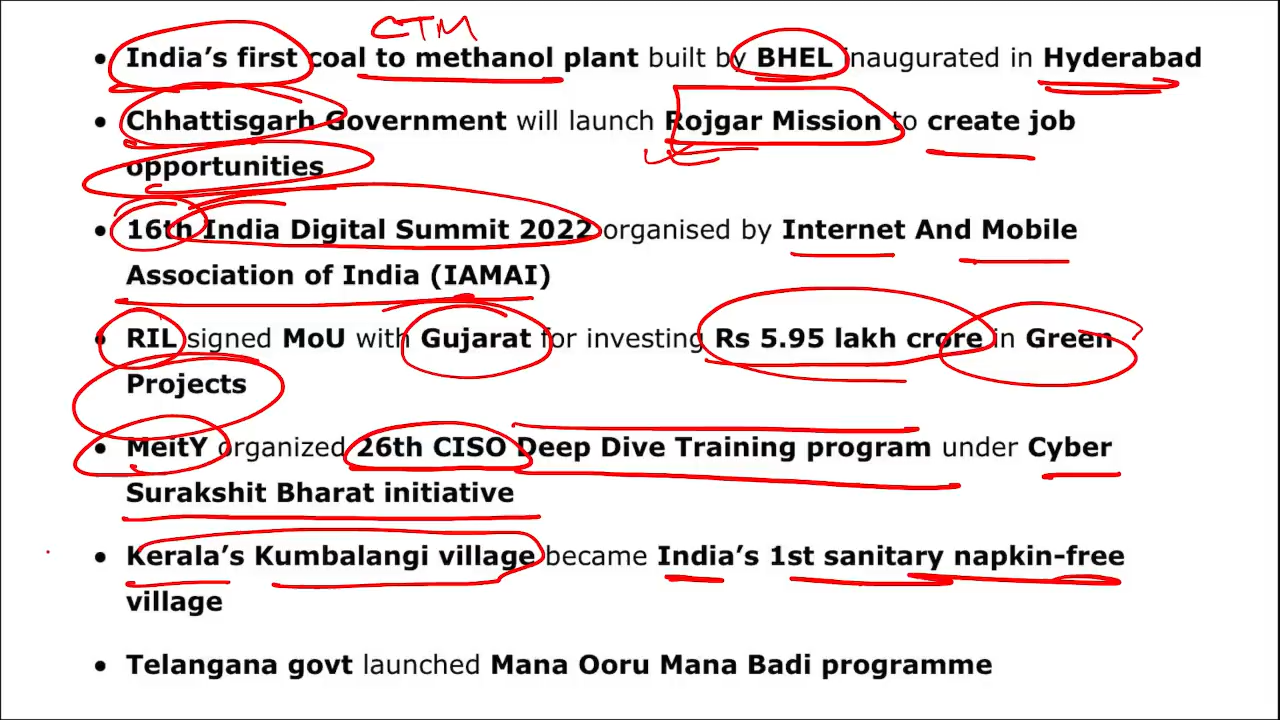 CTM
• India's first coal to methanol plant built by BHEL inaugurated in Hyderabad
• Chhattisgarh Government will launch Rojgar Mission to create job
opportunities
• 16th India Digital Summit 2022 organised by Internet And Mobile
Association of India (IAMAI)
• RIL signed MoU with Gujarat for investing Rs 5.95 lakh crore in Green
Projects
• MeitY organized 26th CISO Deep Dive Training program under Cyber
Surakshit Bharat initiative
• Kerala's Kumbalangi village became India's 1st sanitary napkin-free
village
• Telangana govt launched Mana Ooru Mana Badi programme